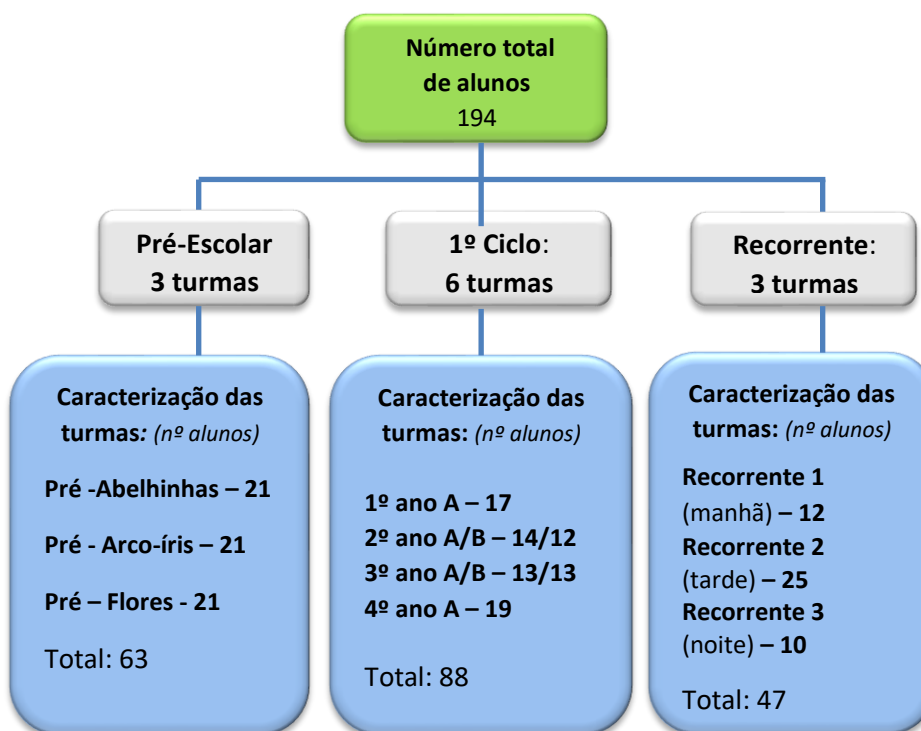 Número total
de alunos
194
Pré-Escolar
3 turmas
1º Ciclo:
6 turmas
Recorrente:
3 turmas
Caracterização das
turmas: (nº alunos)
Pré -Abelhinhas – 21
Pré - Arco-íris – 21
Pré – Flores - 21
Total: 63
Caracterização das
turmas: (nº alunos)
1º ano A – 17
2º ano A/B – 14/12
3º ano A/B – 13/13
4º ano A – 19
Total: 88
Caracterização das
turmas: (nº alunos)
Recorrente 1
(manhã) – 12
Recorrente 2
(tarde) – 25
Recorrente 3
(noite) – 10
Total: 47